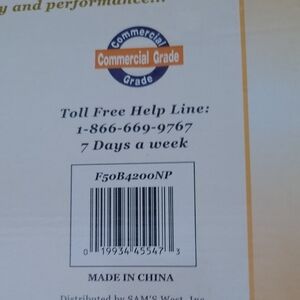 y and performance...
Commercial
Commercial Grade
Grade
Toll Free Help Line:
1-866-669-9767
7 Days a week
F50B4200NP
0 19934 45547 3
MADE IN CHINA
Distributed by SAM'S West, Inc.